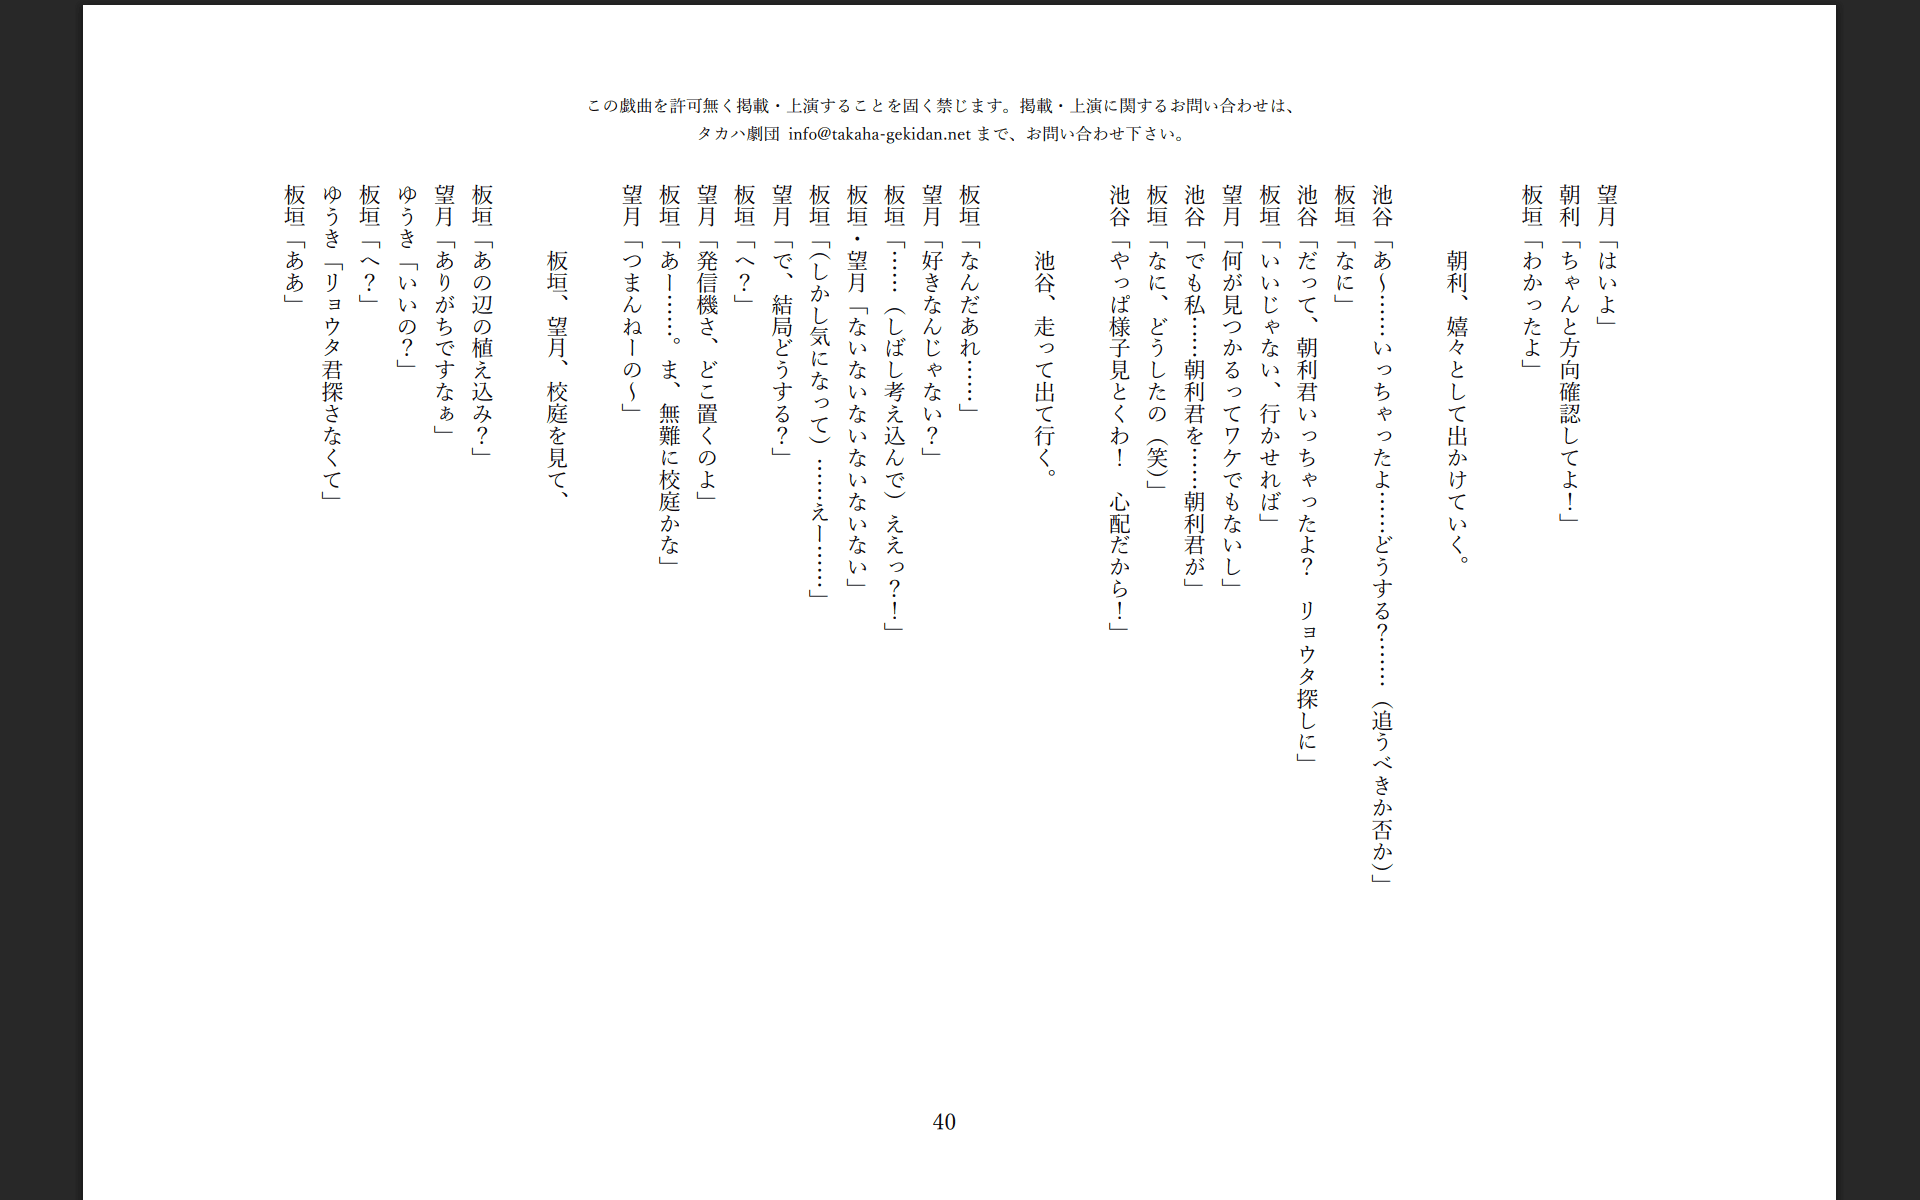 この戯曲を許可無く掲載・上演することを固く禁じます。掲載・上演に関するお問い合わせは、
タカハ劇団 info@takaha-gekidan.net まで、お問い合わせ下さい。
望月「はいよ」
朝利「ちゃんと方向確認してよ！」
板垣「わかったよ」
朝利、嬉々として出かけていく。
池谷「あ～……いっちゃったよ……どうする？……（追うべきか否か）」
板垣「なに」
池谷「だって、朝利君いっちゃったよ？　リョウタ探しに」
板垣「いいじゃない、行かせれば」
望月「何が見つかるってワケでもないし」
池谷「でも私……朝利君を……朝利君が」
板垣「なに、どうしたの（笑）」
池谷「やっぱ様子見とくわ！　心配だから！」
池谷、走って出て行く。
板垣「なんだあれ……」
望月「好きなんじゃない？」
板垣「……（しばし考え込んで）ええっ？！」
板垣・望月「ないないないないないないない」
板垣「（しかし気になって）……えー……」
望月「で、結局どうする？」
板垣「へ？」
望月「発信機さ、どこ置くのよ」
板垣「あー……。ま、無難に校庭かな」
望月「つまんねーの～」
板垣、望月、校庭を見て、
板垣「あの辺の植え込み？」
望月「ありがちですなぁ」
ゆうき「いいの？」
板垣「へ？」
ゆうき「リョウタ君探さなくて」
板垣「ああ」
40